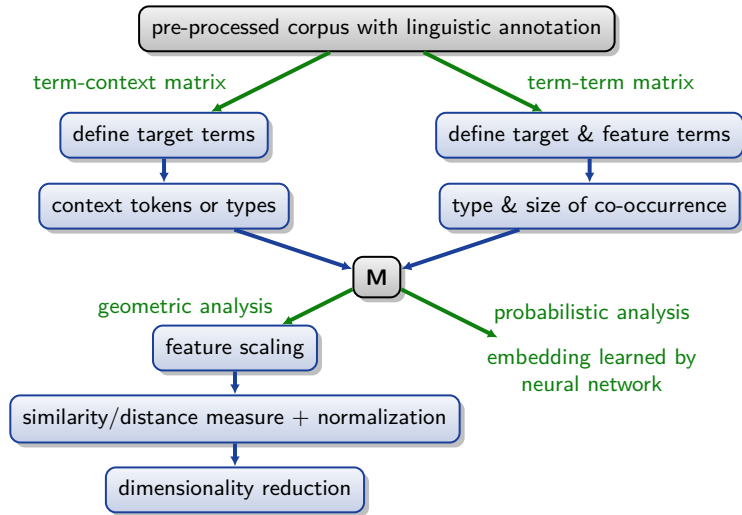 pre-processed corpus with linguistic annotation
term-context matrix
term-term matrix
define target terms
define target & feature terms
context tokens or types
type & size of co-occurrence
M
geometric analysis
probabilistic analysis
feature scaling
embedding learned by
neural network
similarity/distance measure + normalization
dimensionality reduction